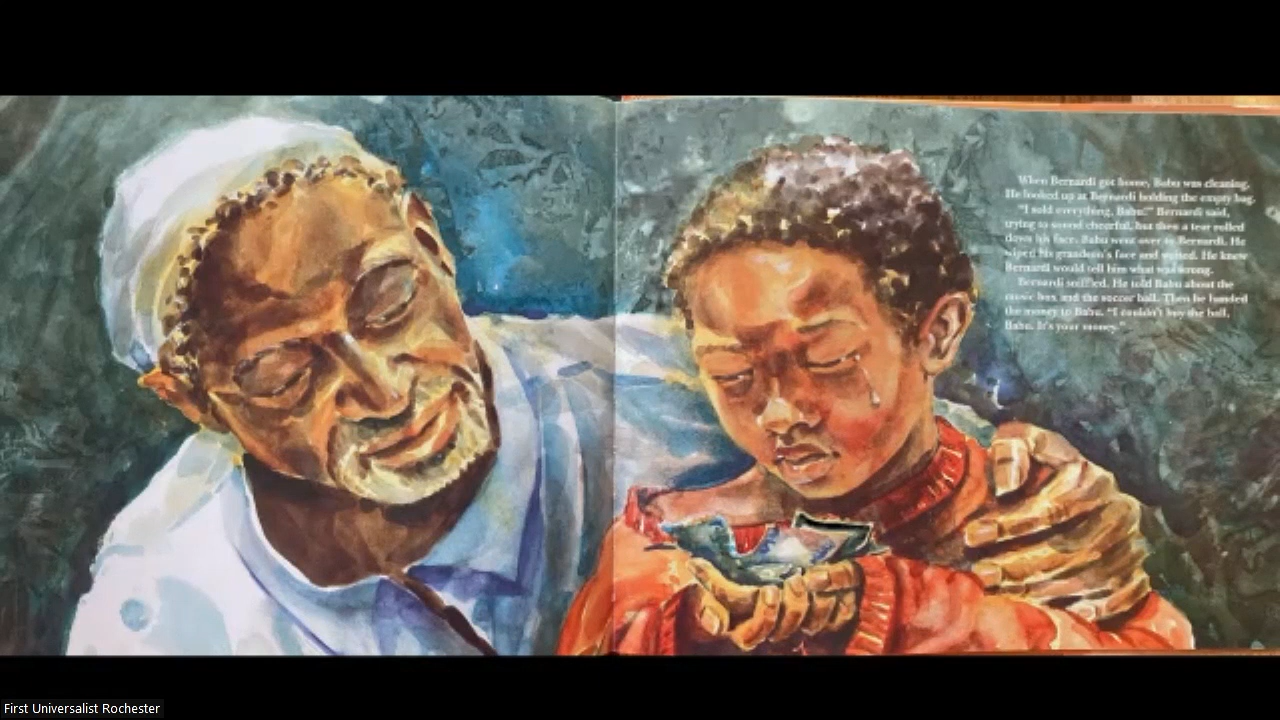 When Bernardi got home, Babu was cleaning.
He looked up at Bernardi holding the empty bag.
"I sold everything, Babu." Bernardi said,
trying to sound cheerful, but then a tear rolled
down his face. Babu went over to Bernardi. He
wiped his grandson's face and waited. He knew
Bernardi would tell him what was wrong.
Bernardi sniffled. He told Babu about the
music box and the soccer ball. Then he handed
the money to Babu. "I couldn't buy the ball,
Babu. It's your money."
First Universalist Rochester